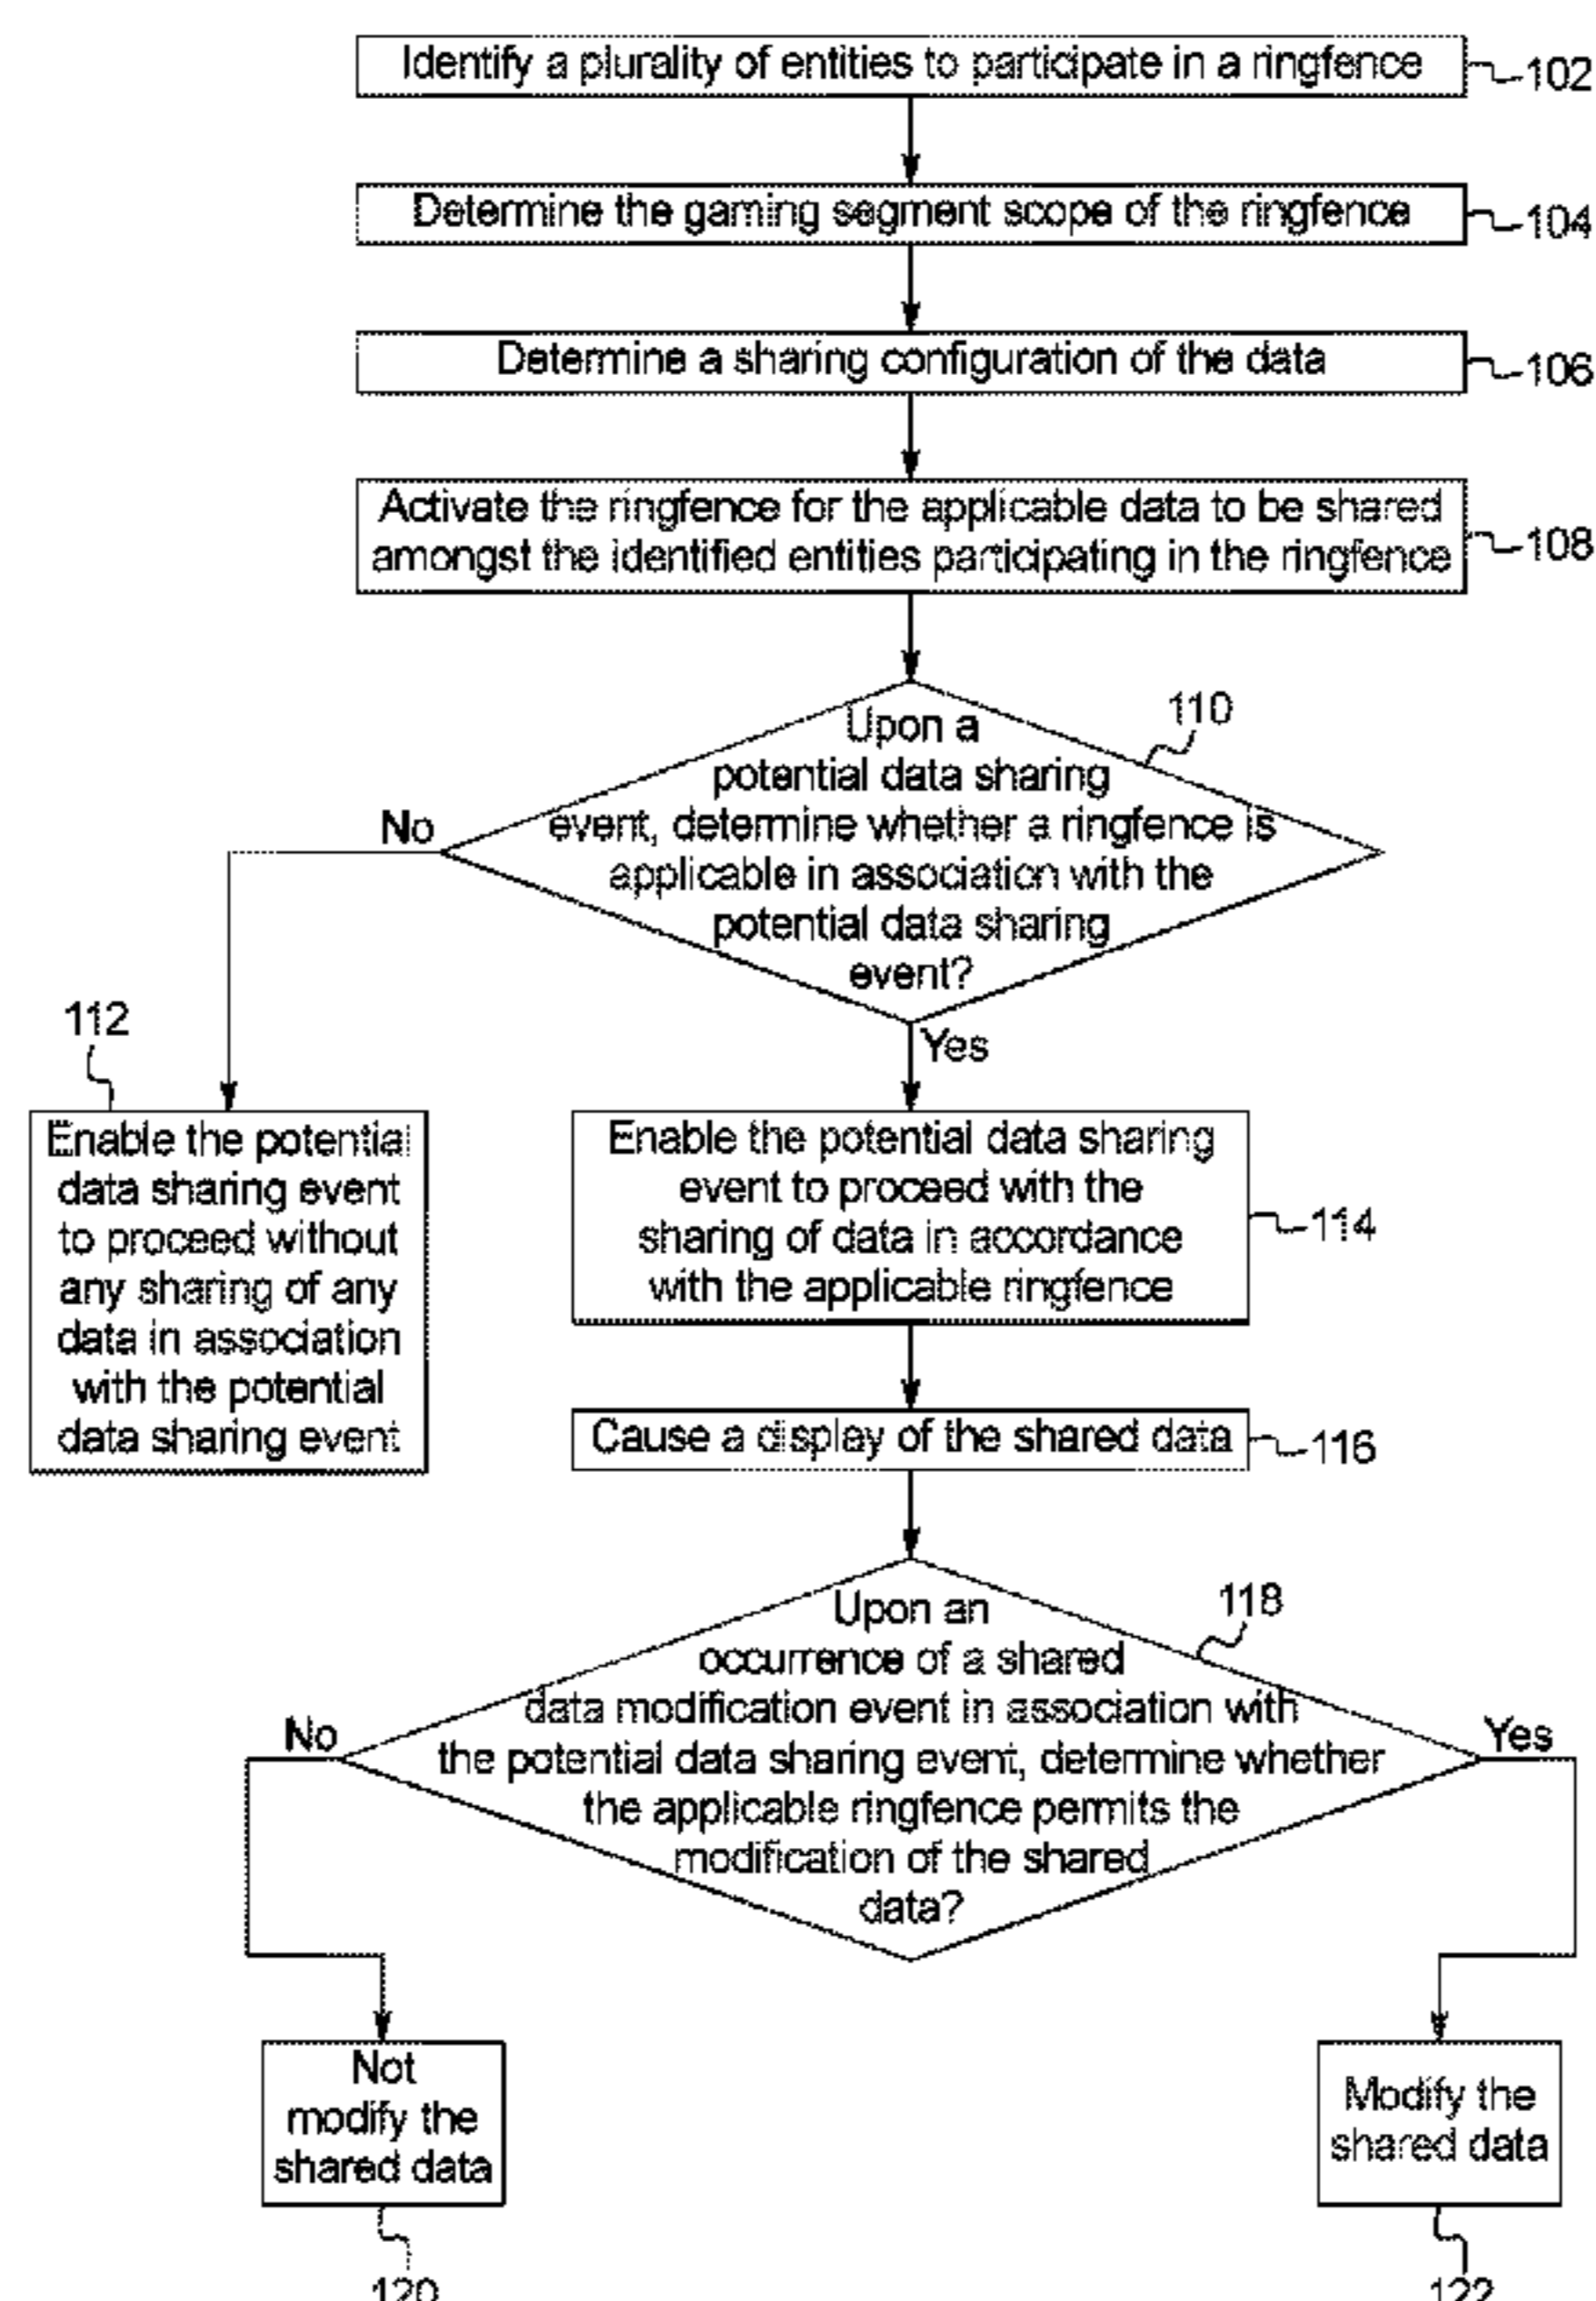 Identify a plurality of entities to participate in a ringfence
102
Determine the gaming segment scope of the ringfence
104
Determine a sharing configuration of the data
106
Activate the ringfence for the applicable data to be shared
amongst the identified entities participating in the ringfence
108
110
Upon a
potential data sharing
event, determine whether a ringfence is
applicable in association with the
potential data sharing
event?
No
Yes
112
Enable the potential
data sharing event
to proceed without
any sharing of any
data in association
with the potential
data sharing event
Enable the potential data sharing
event to proceed with the
sharing of data in accordance
with the applicable ringfence
114
Cause a display of the shared data
116
118
Upon an
occurrence of a shared
data modification event in association with
the potential data sharing event, determine whether
the applicable ringfence permits the
modification of the shared
data?
No
Yes
Not
modify the
shared data
120
Modify the
shared data
122